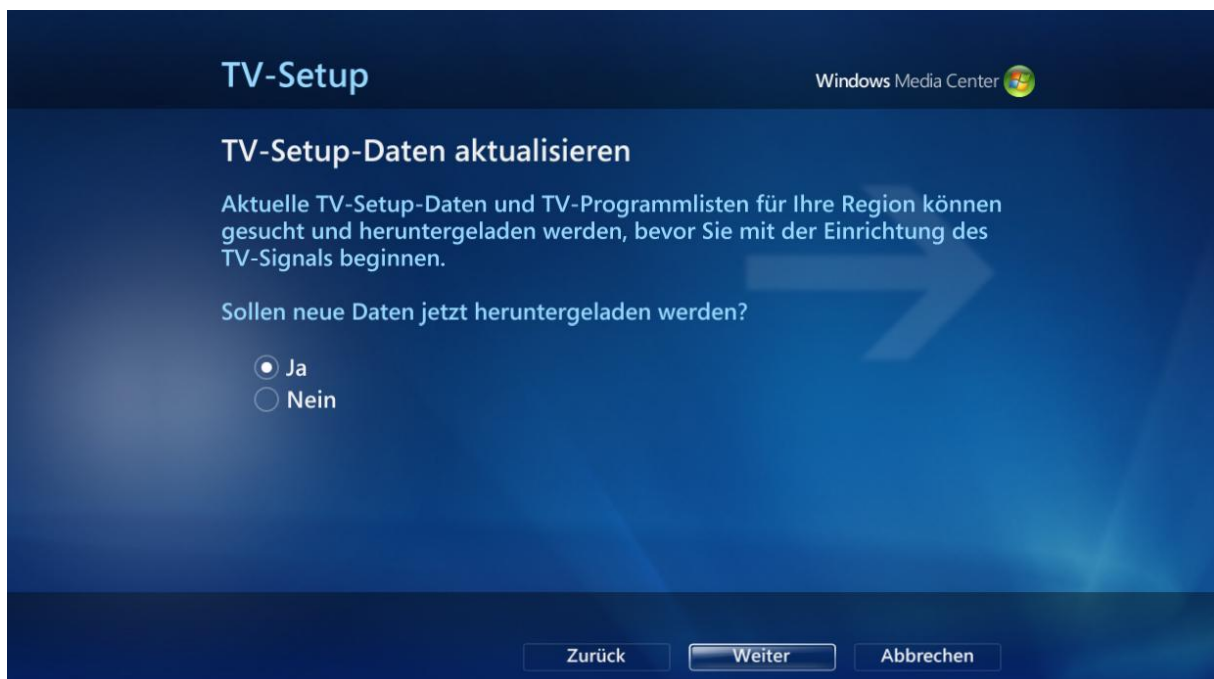 TV-Setup
Windows Media Center
TV-Setup-Daten aktualisieren
Aktuelle TV-Setup-Daten und TV-Programmlisten für Ihre Region können
gesucht und heruntergeladen werden, bevor Sie mit der Einrichtung des
TV-Signals beginnen.
Sollen neue Daten jetzt heruntergeladen werden?
Ja
Nein
Zurück
Weiter
Abbrechen